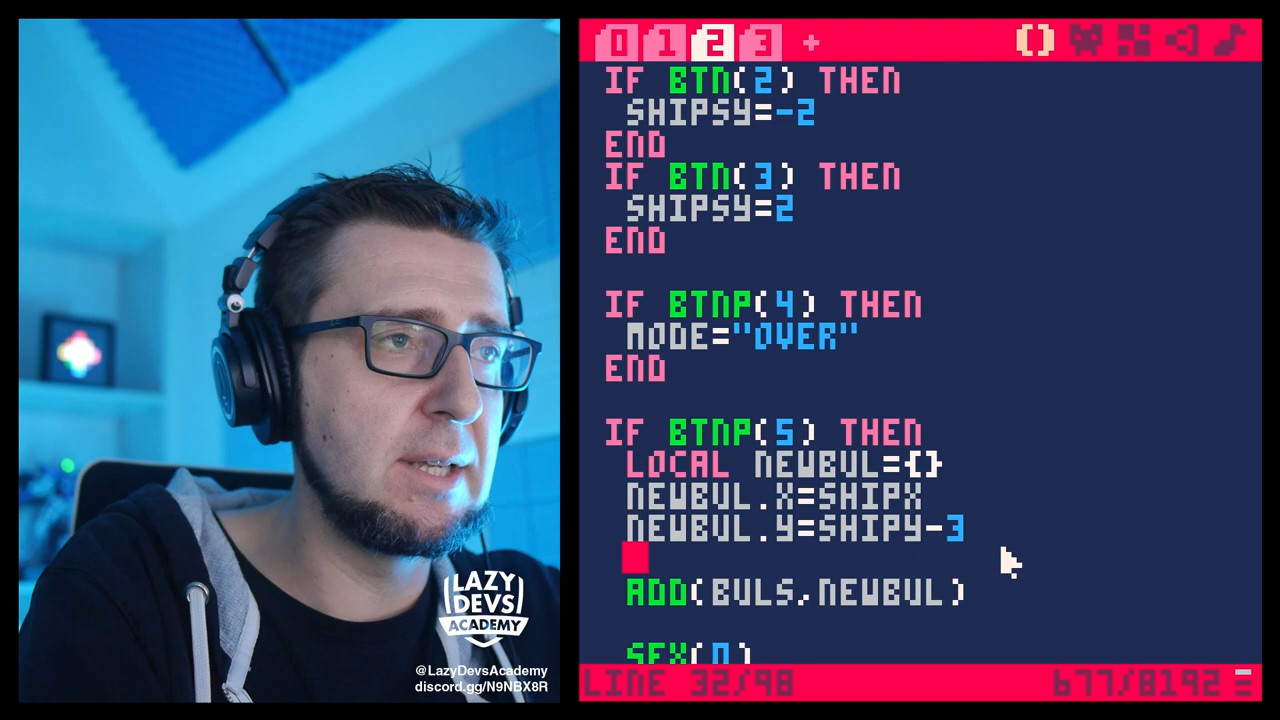 LAZY
DEVS
ACADEMY
@LazyDevsAcademy
discord.gg/N9NBX8R
0 1 2 3 +
IF BTN(2) THEN
SHIPSY=-2
END
IF BTN(3) THEN
SHIPSY=2
END
IF BTNP(4) THEN
MODE="OVER"
END
IF BTNP(5) THEN
LOCAL NEWBUL={}
NEWBUL.X=SHIPX
NEWBUL.Y=SHIPY-3
ADD(BULS,NEWBUL)
SFX(0)
LINE 32/98
677/8192